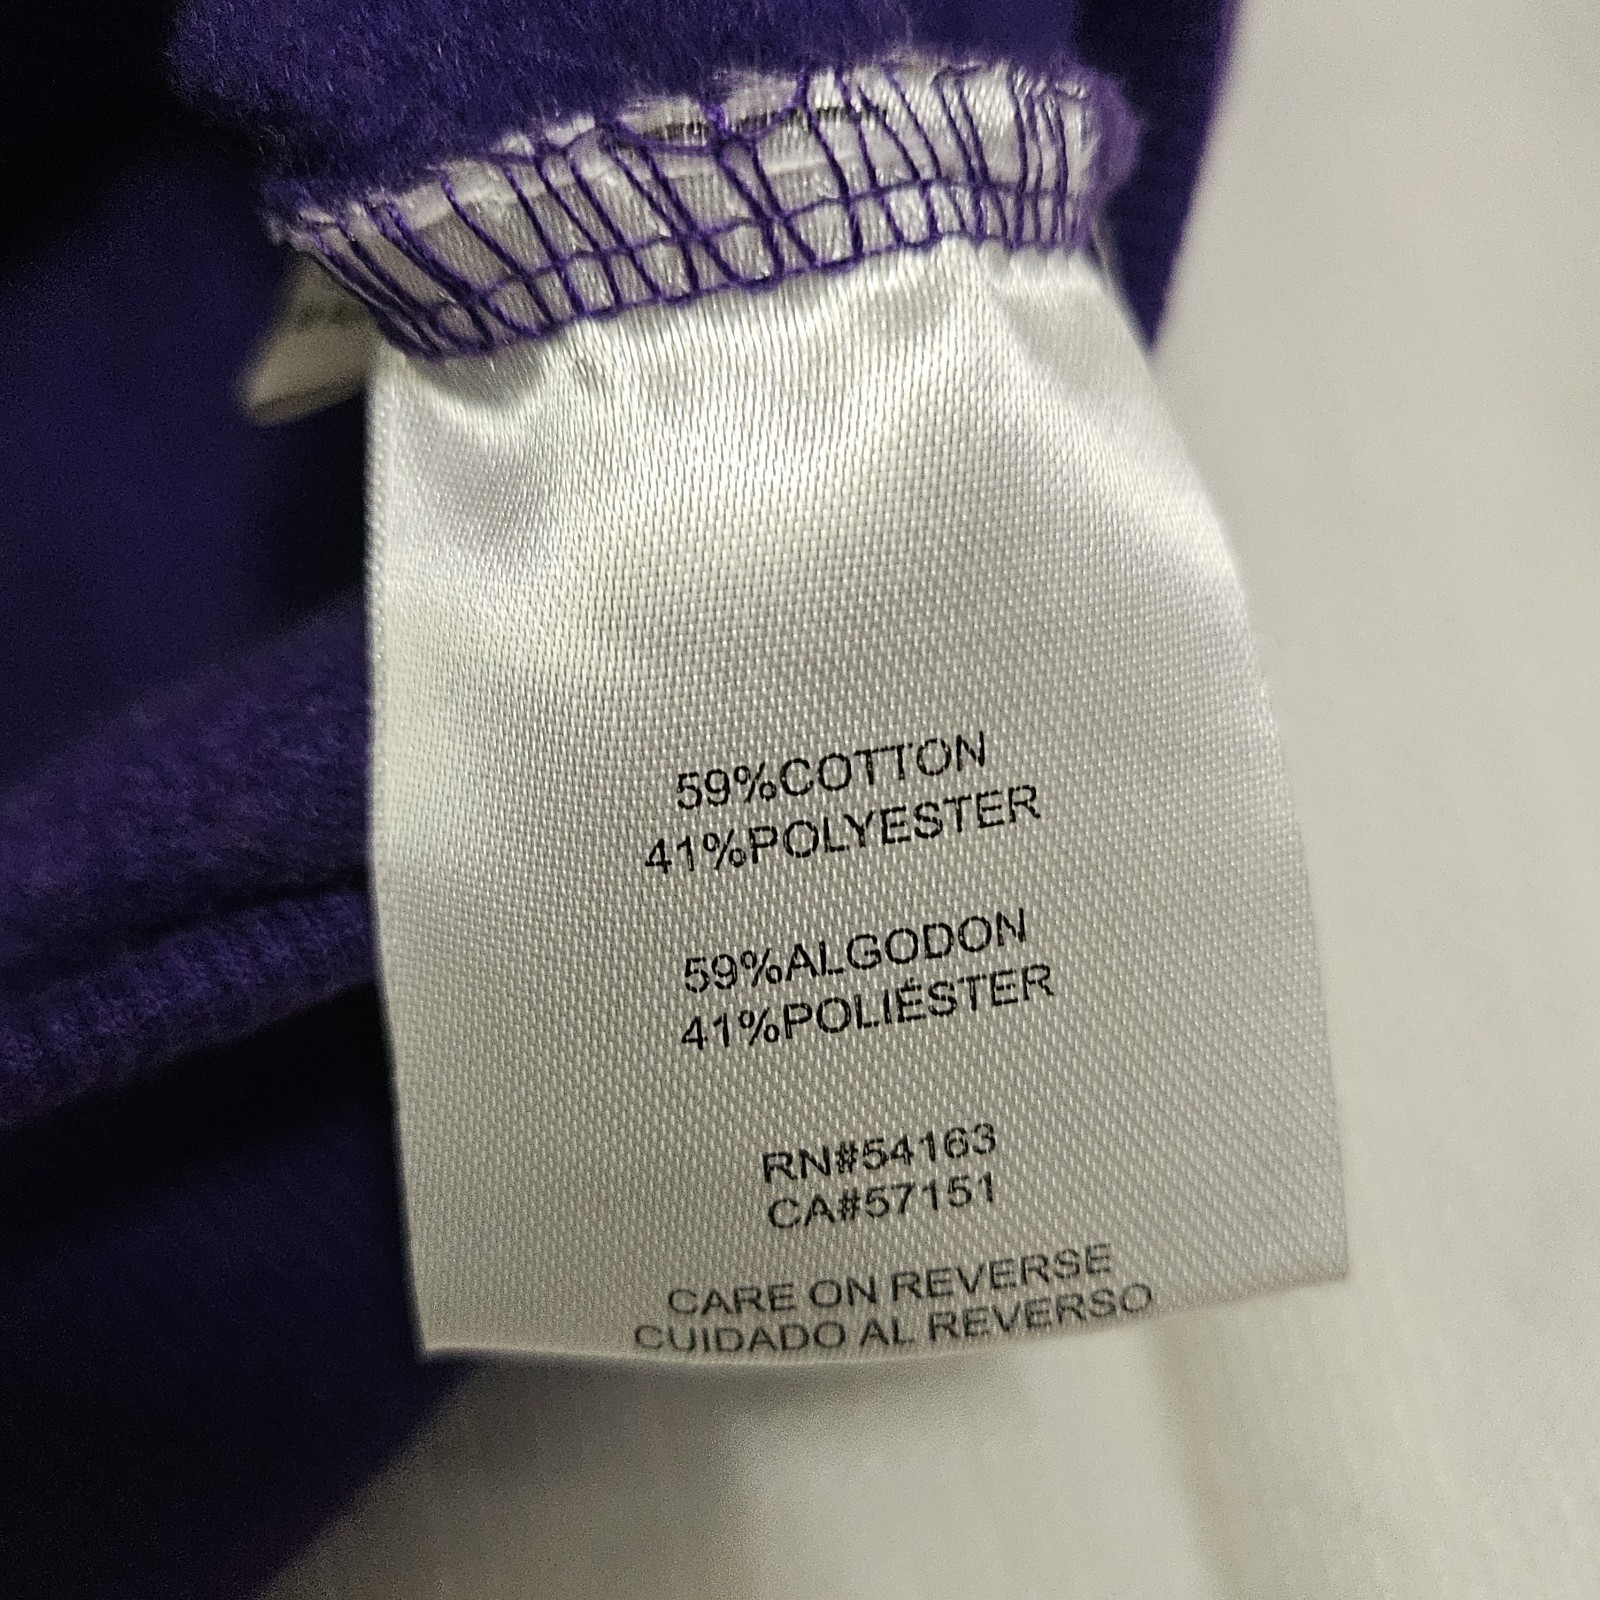 59%COTTON
41%POLYESTER
59%ALGODON
41%POLIÉSTER
RN#54163
CA#57151
CARE ON REVERSE
CUIDADO AL REVERSO